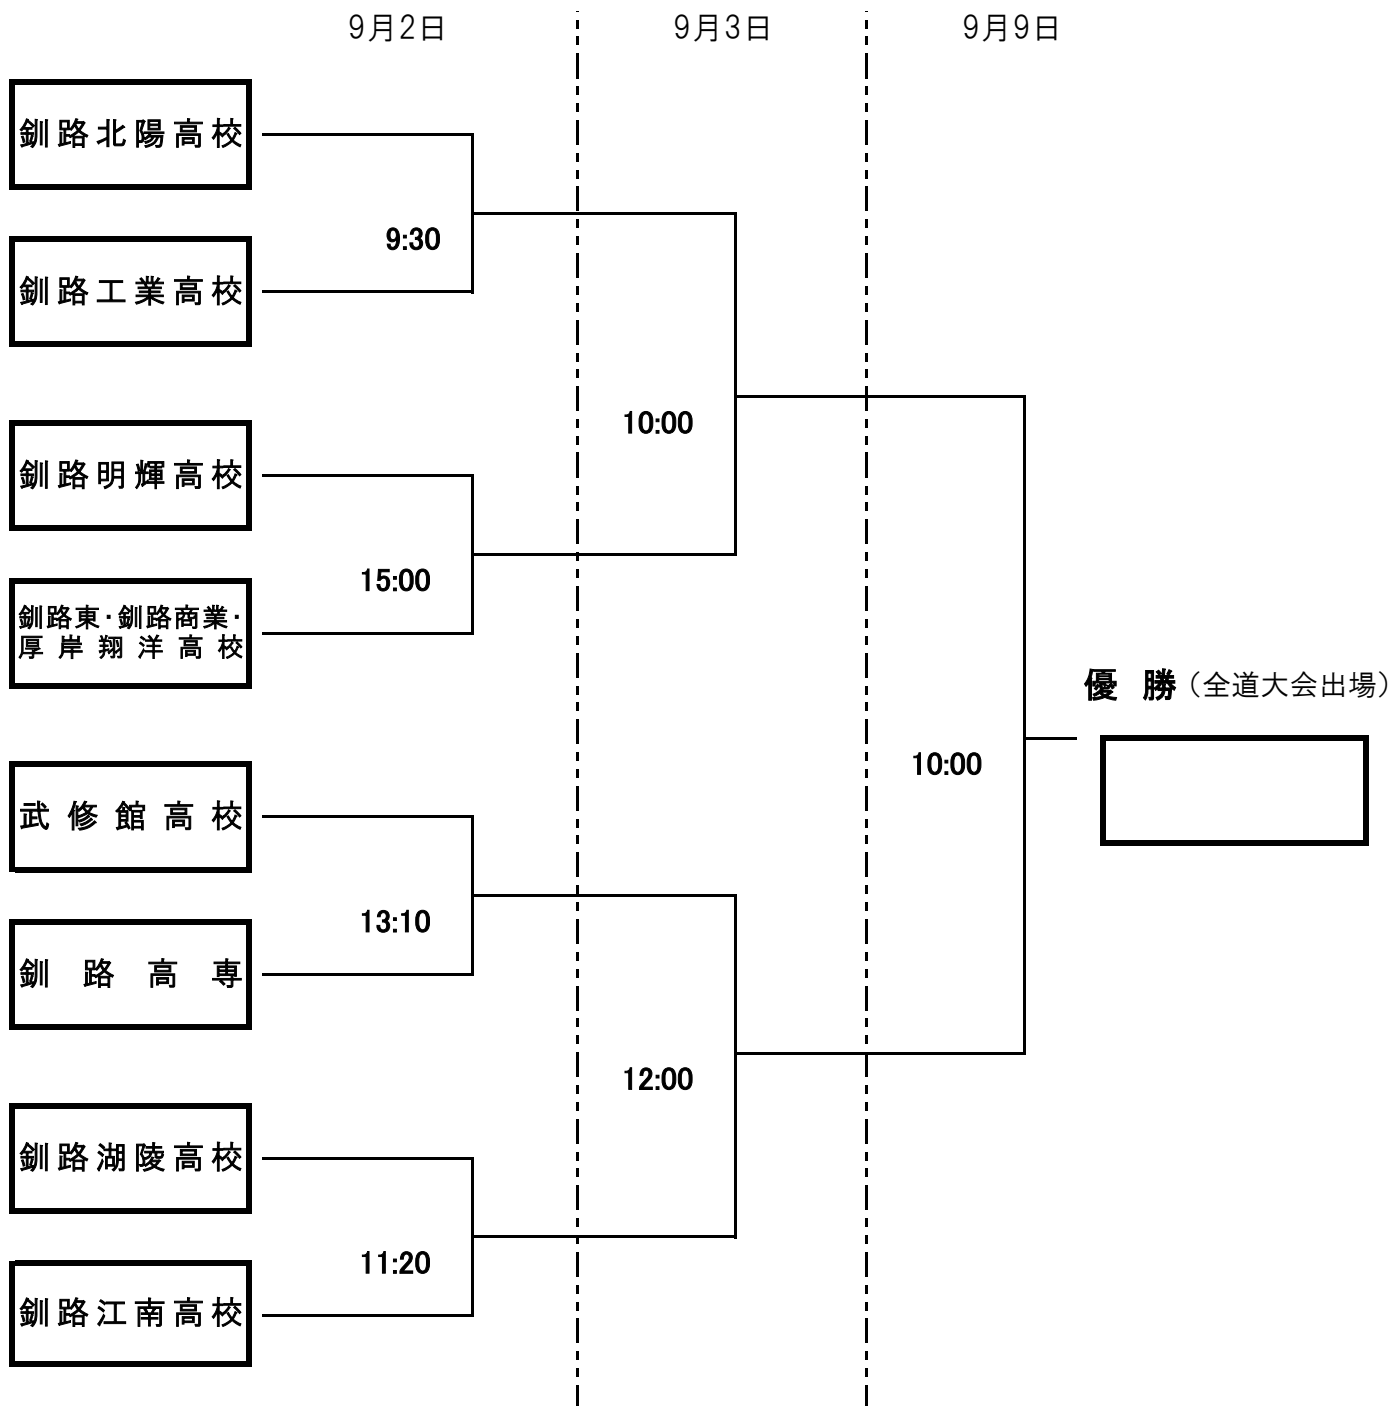 9月2日
9月3日
9月9日
釧路北陽高校
9:30
釧路工業高校
10:00
釧路明輝高校
15:00
釧路東・釧路商業・
厚岸翔洋高校
優勝（全道大会出場）
10:00
武修館高校
13:10
釧路高専
12:00
釧路湖陵高校
11:20
釧路江南高校